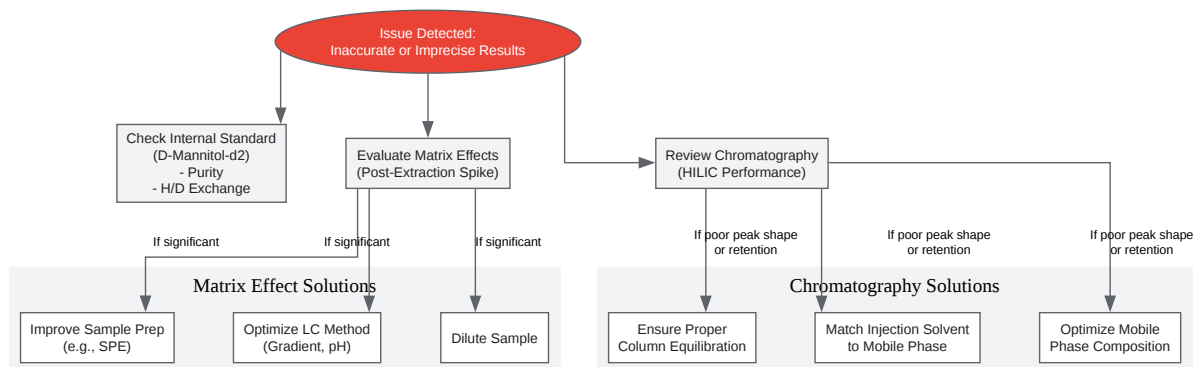 Issue Detected:
Inaccurate or Imprecise Results
Check Internal Standard
(D-Mannitol-d2)
- Purity
- H/D Exchange
Evaluate Matrix Effects
(Post-Extraction Spike)
Review Chromatography
(HILIC Performance)
If significant
If significant
If significant
If poor peak shape
or retention
If poor peak shape
or retention
If poor peak shape
or retention
Matrix Effect Solutions
Chromatography Solutions
Improve Sample Prep
(e.g., SPE)
Optimize LC Method
(Gradient, pH)
Dilute Sample
Ensure Proper
Column Equilibration
Match Injection Solvent
to Mobile Phase
Optimize Mobile
Phase Composition